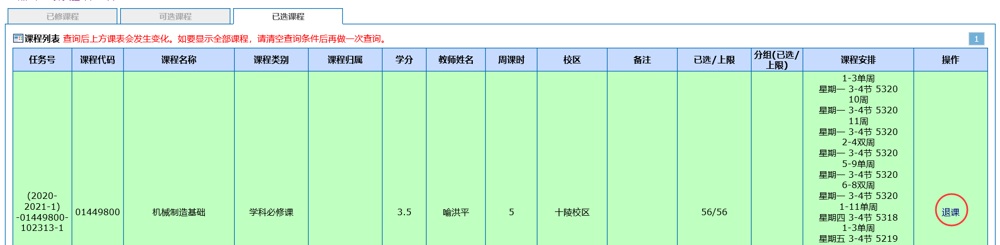 已修课程
可选课程
已选课程
课程列表 查询后上方课表会发生变化。如要显示全部课程，请清空查询条件后再做一次查询。
1
任务号
课程代码
课程名称
课程类别
课程归属
学分
教师姓名
周课时
校区
备注
已选/上限
分组(已选/
上限)
课程安排
操作
(2020-
2021-1)
-01449800-
102313-1
01449800
机械制造基础
学科必修课
3.5
喻洪平
5
十陵校区
56/56
1-3单周
星期一 3-4节 5320
10周
星期一 3-4节 5320
11周
星期一 3-4节 5320
2-4双周
星期一 3-4节 5320
5-9单周
星期一 3-4节 5320
6-8双周
星期一 3-4节 5320
1-11单周
星期四 3-4节 5318
1-3单周
星期五 3-4节 5219
退课